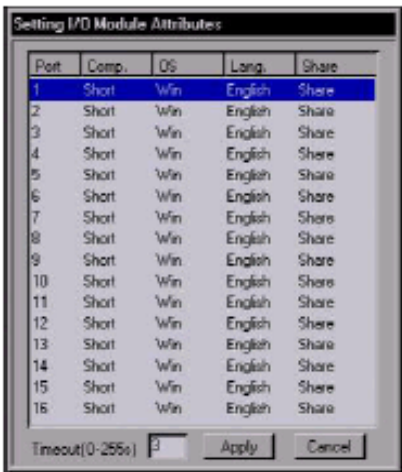 Setting I/O Module Attributes
Port Comp. OS Lang. Share
1 Short Win English Share
2 Short Win English Share
3 Short Win English Share
4 Short Win English Share
5 Short Win English Share
6 Short Win English Share
7 Short Win English Share
8 Short Win English Share
9 Short Win English Share
10 Short Win English Share
11 Short Win English Share
12 Short Win English Share
13 Short Win English Share
14 Short Win English Share
15 Short Win English Share
16 Short Win English Share
Timeout(0-255s) 3 Apply Cancel